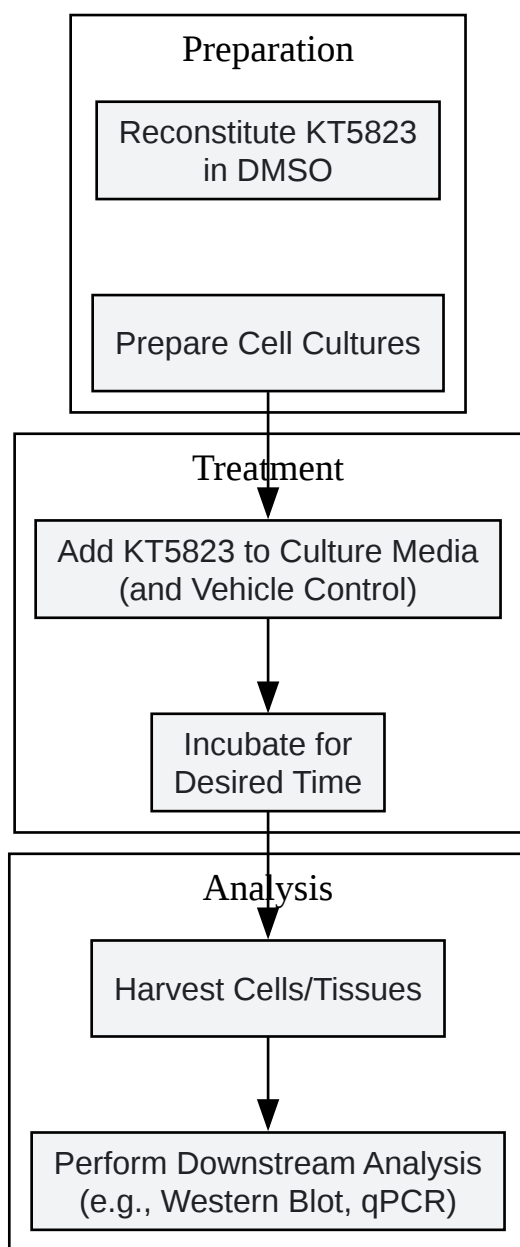 Preparation
Reconstitute KT5823
in DMSO
Prepare Cell Cultures
Treatment
Add KT5823 to Culture Media
(and Vehicle Control)
Incubate for
Desired Time
Analysis
Harvest Cells/Tissues
Perform Downstream Analysis
(e.g., Western Blot, qPCR)